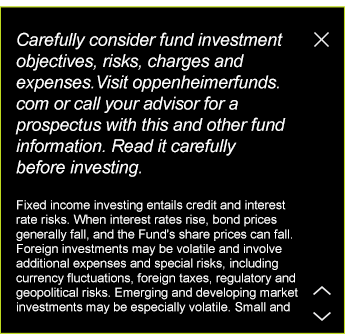 Carefully consider fund investment
objectives, risks, charges and
expenses.Visit oppenheimerfunds.
com or call your advisor for a
prospectus with this and other fund
information. Read it carefully
before investing.
Fixed income investing entails credit and interest
rate risks. When interest rates rise, bond prices
generally fall, and the Fund's share prices can fall.
Foreign investments may be volatile and involve
additional expenses and special risks, including
currency fluctuations, foreign taxes, regulatory and
geopolitical risks. Emerging and developing market
investments may be especially volatile. Small and